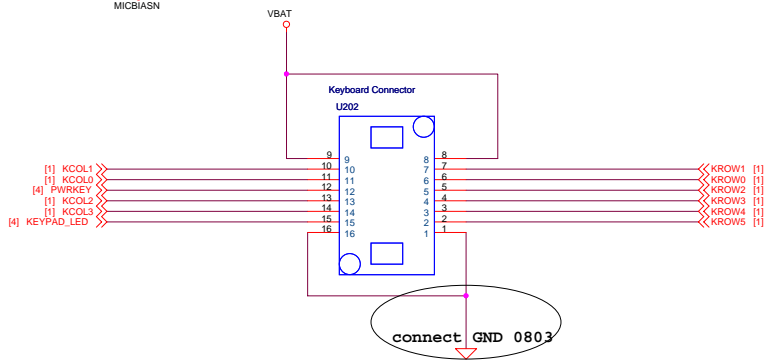 MICBIASN
VBAT
Keyboard Connector
U202
9 9 8 8
[1] KCOL1 10 10 7 7 KROW1 [1]
[1] KCOL0 11 11 6 6 KROW0 [1]
[4] PWRKEY 12 12 5 5 KROW2 [1]
[1] KCOL2 13 13 4 4 KROW3 [1]
[1] KCOL3 14 14 3 3 KROW4 [1]
[4] KEYPAD_LED 15 15 2 2 KROW5 [1]
16 16 1 1
connect GND 0803